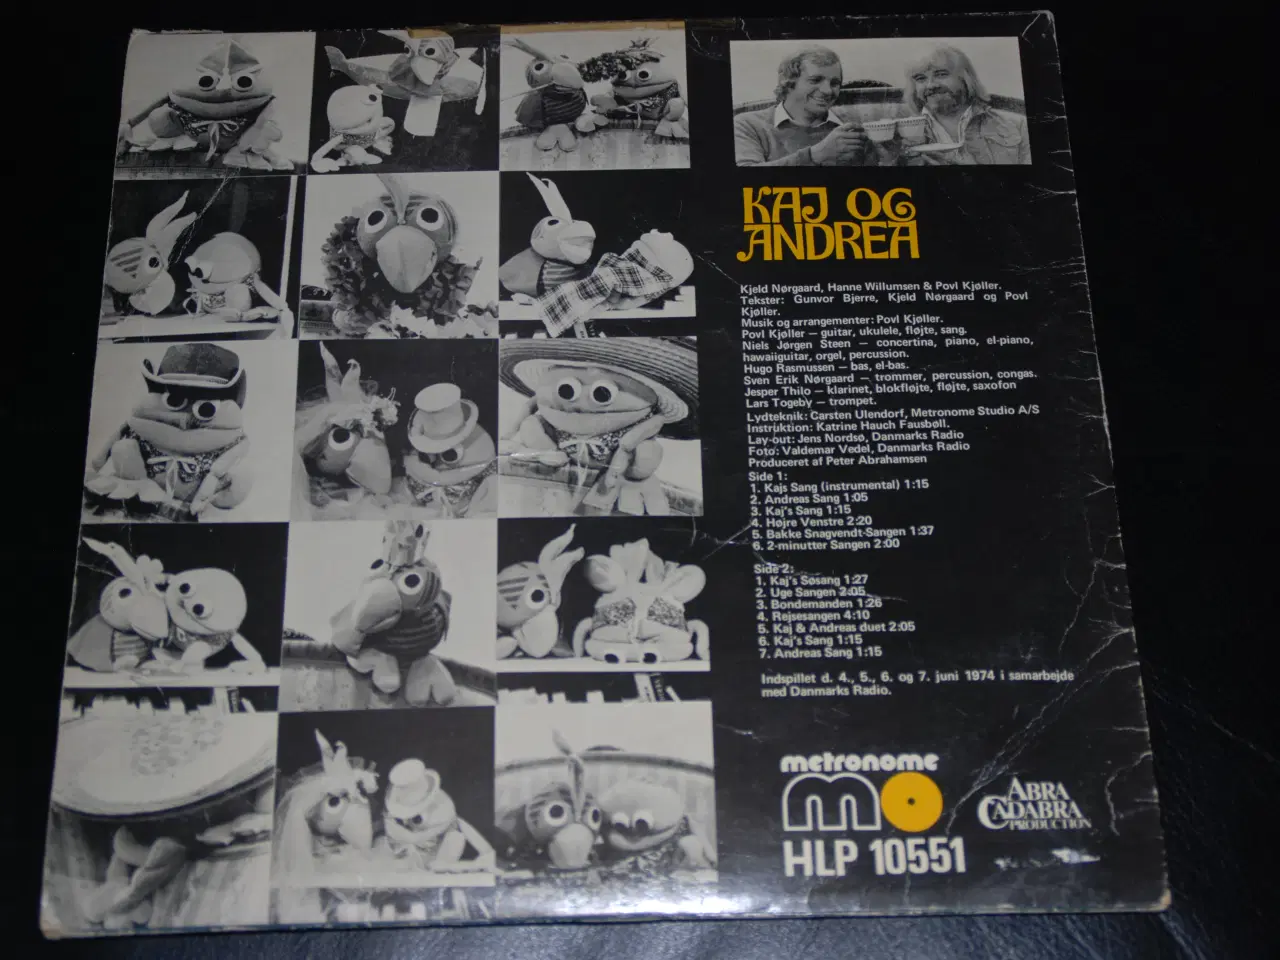 KAJ OG
ANDREA
Kjeld Nørgaard, Hanne Willumsen & Povl Kjøller.
Tekster: Gunvor Bjerre, Kjeld Nørgaard og Povl
Kjøller.
Musik og arrangementer: Povl Kjøller.
Povl Kjøller – guitar, ukulele, fløjte, sang.
Niels Jørgen Steen – concertina, piano, el-piano,
hawaiiguitar, orgel, percussion.
Hugo Rasmussen – bas, el-bas.
Sven Erik Nørgaard – trommer, percussion, congas.
Jesper Thilo – klarinet, blokfløjte, fløjte, saxofon
Lars Togeby – trompet.
Lydteknik: Carsten Ulendorf, Metronome Studio A/S
Instruktion: Katrine Hauch Fausbøll.
Lay-out: Jens Nordsø, Danmarks Radio
Foto: Valdemar Vedel, Danmarks Radio
Produceret af Peter Abrahamsen
Side 1:
1. Kajs Sang (instrumental) 1:15
2. Andreas Sang 1:05
3. Kaj's Sang 1:15
4. Højre Venstre 2:20
5. Bakke Snagvendt-Sangen 1:37
6. 2-minutter Sangen 2:00
Side 2:
1. Kaj's Søsang 1:27
2. Uge Sangen 2:05
3. Bondemanden 1:26
4. Rejsesangen 4:10
5. Kaj & Andreas duet 2:05
6. Kaj's Sang 1:15
7. Andreas Sang 1:15
Indspillet d. 4., 5., 6. og 7. juni 1974 i samarbejde
med Danmarks Radio.
metronome
mo
ABRA
CADABRA
PRODUCTION
HLP 10551